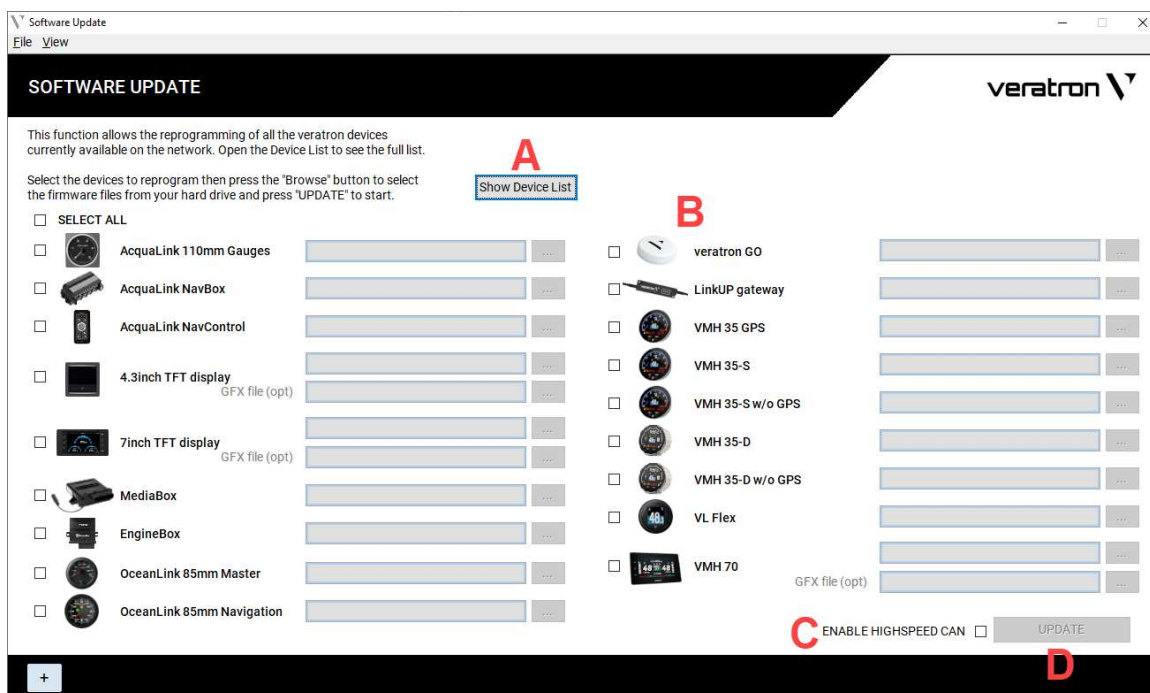 Software Update
File View
SOFTWARE UPDATE
veratron
This function allows the reprogramming of all the veratron devices
currently available on the network. Open the Device List to see the full list.
A
Select the devices to reprogram then press the "Browse" button to select
the firmware files from your hard drive and press "UPDATE" to start.
Show Device List
SELECT ALL
AcquaLink 110mm Gauges ...
AcquaLink NavBox ...
AcquaLink NavControl ...
4.3inch TFT display ...
GFX file (opt) ...
7inch TFT display ...
GFX file (opt) ...
MediaBox ...
EngineBox ...
OceanLink 85mm Master ...
OceanLink 85mm Navigation ...
B
veratron GO ...
LinkUP gateway ...
VMH 35 GPS ...
VMH 35-S ...
VMH 35-S w/o GPS ...
VMH 35-D ...
VMH 35-D w/o GPS ...
VL Flex ...
VMH 70 ...
GFX file (opt) ...
C ENABLE HIGHSPEED CAN UPDATE
D
+